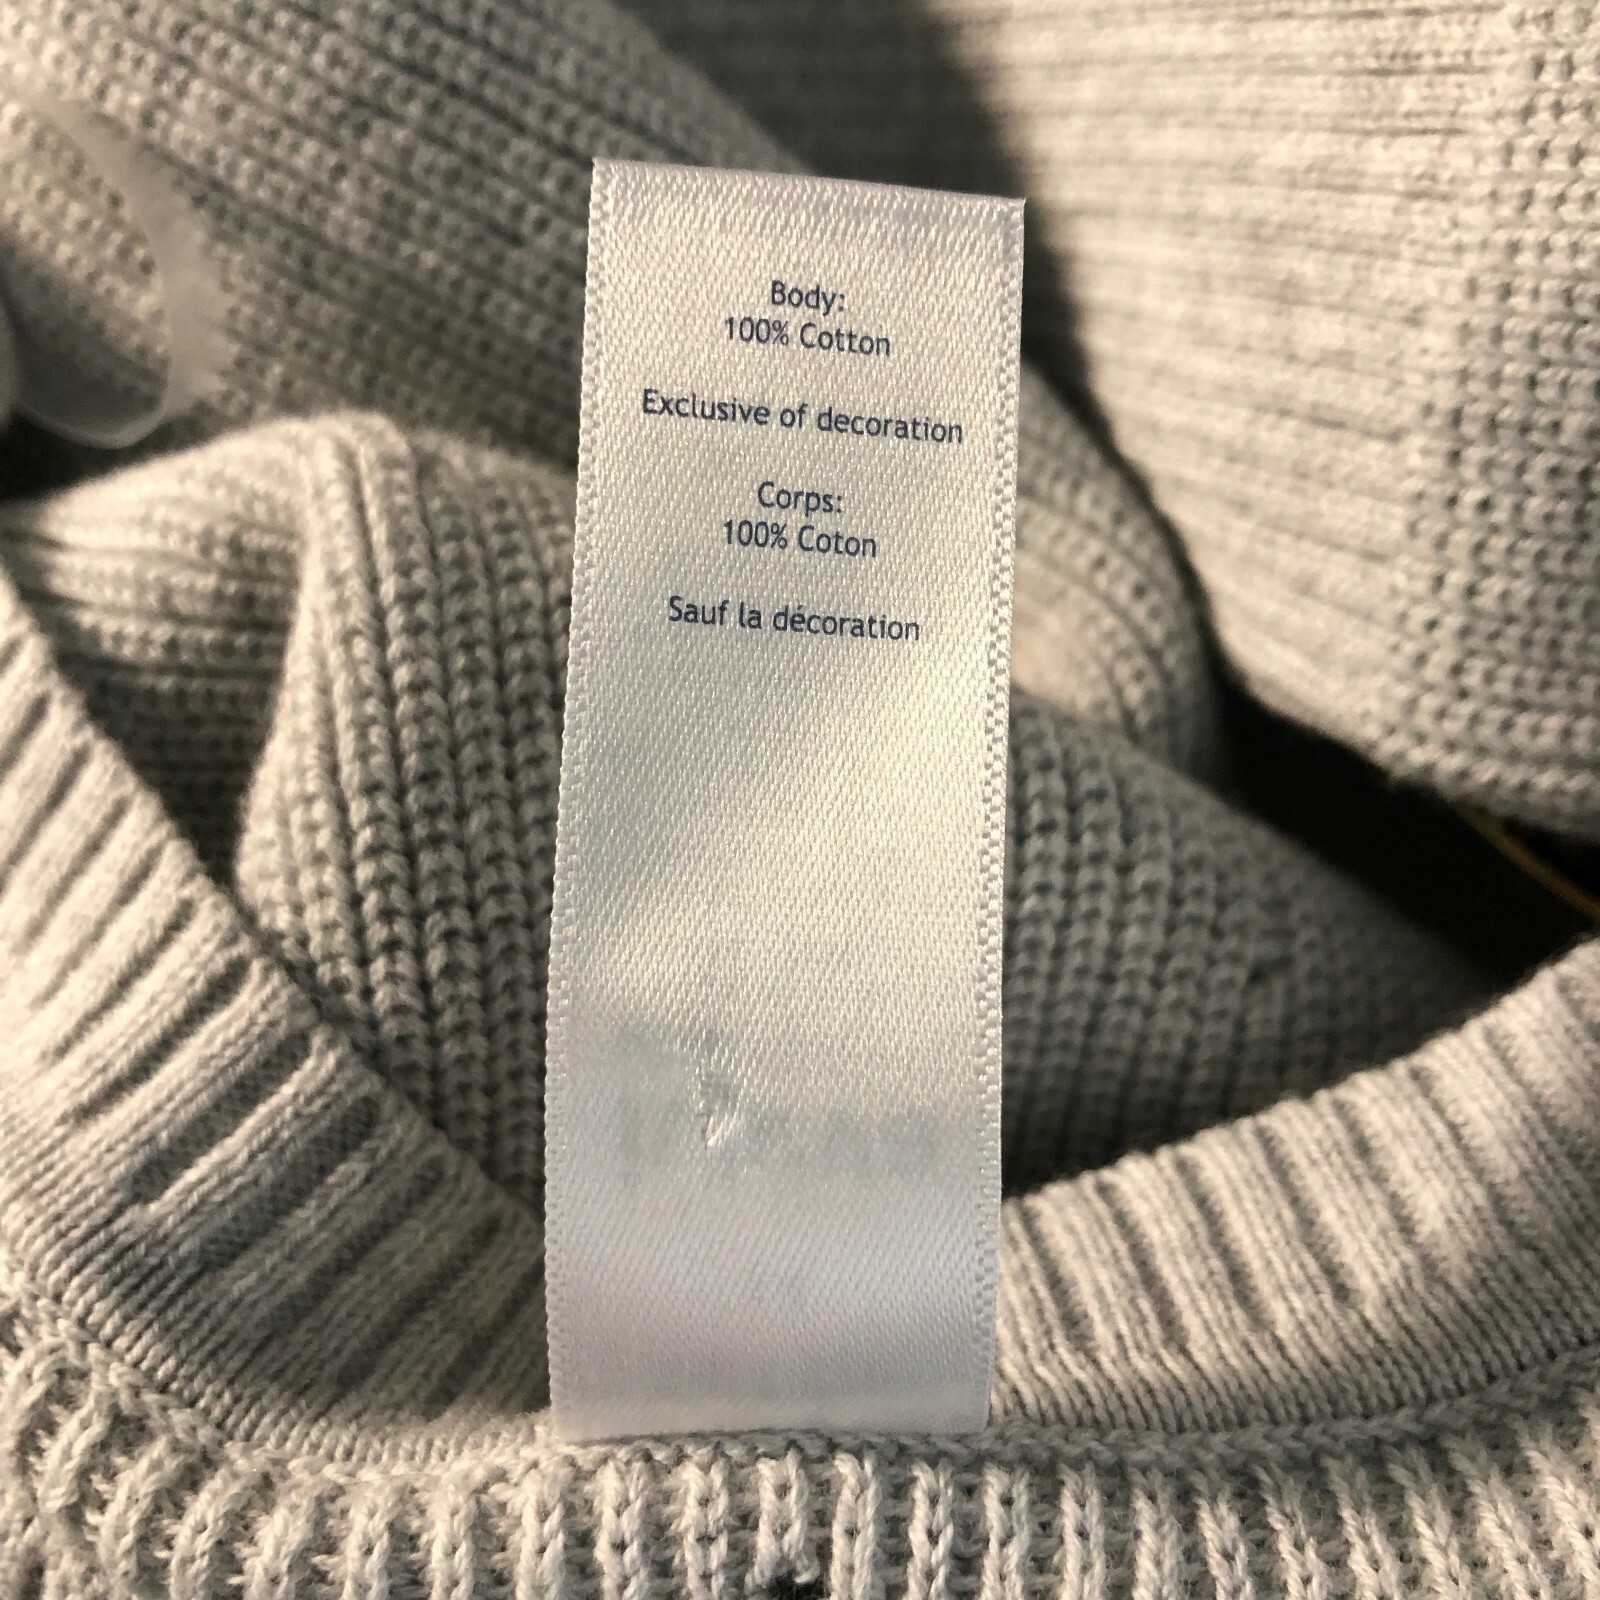 Body:
100% Cotton
Exclusive of decoration
Corps:
100% Coton
Sauf la décoration